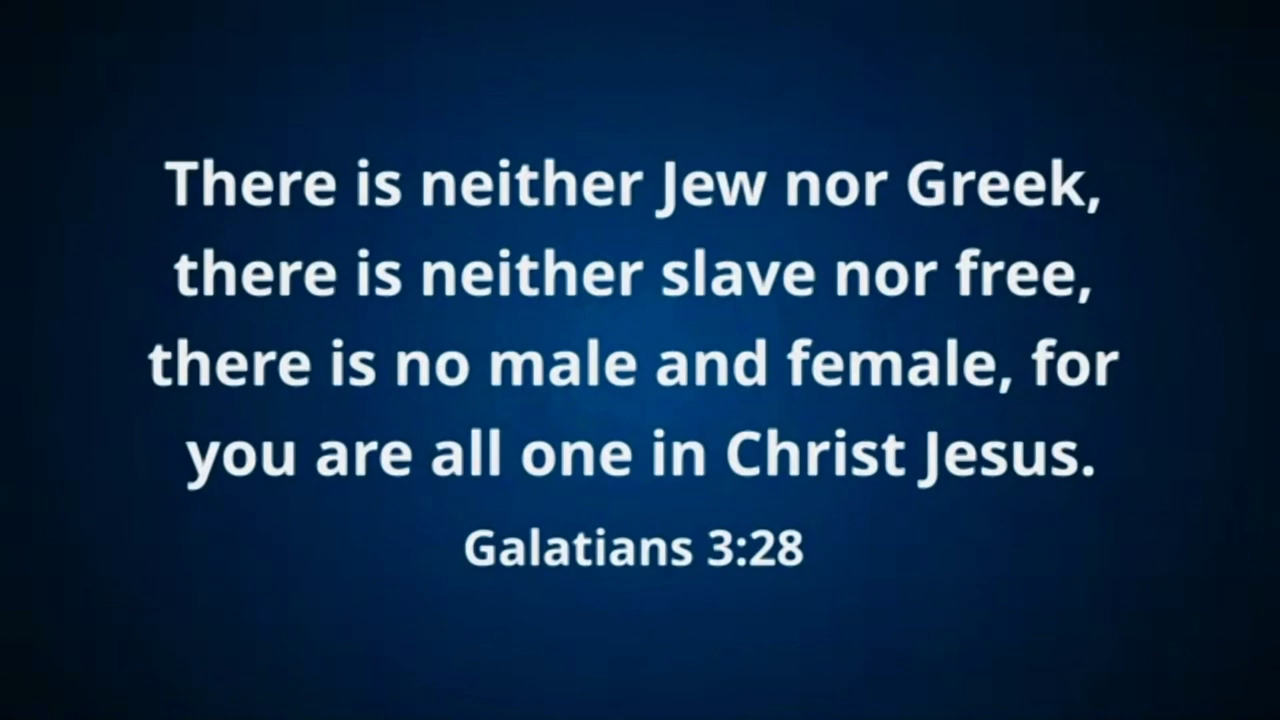 There is neither Jew nor Greek,
there is neither slave nor free,
there is no male and female, for
you are all one in Christ Jesus.
Galatians 3:28